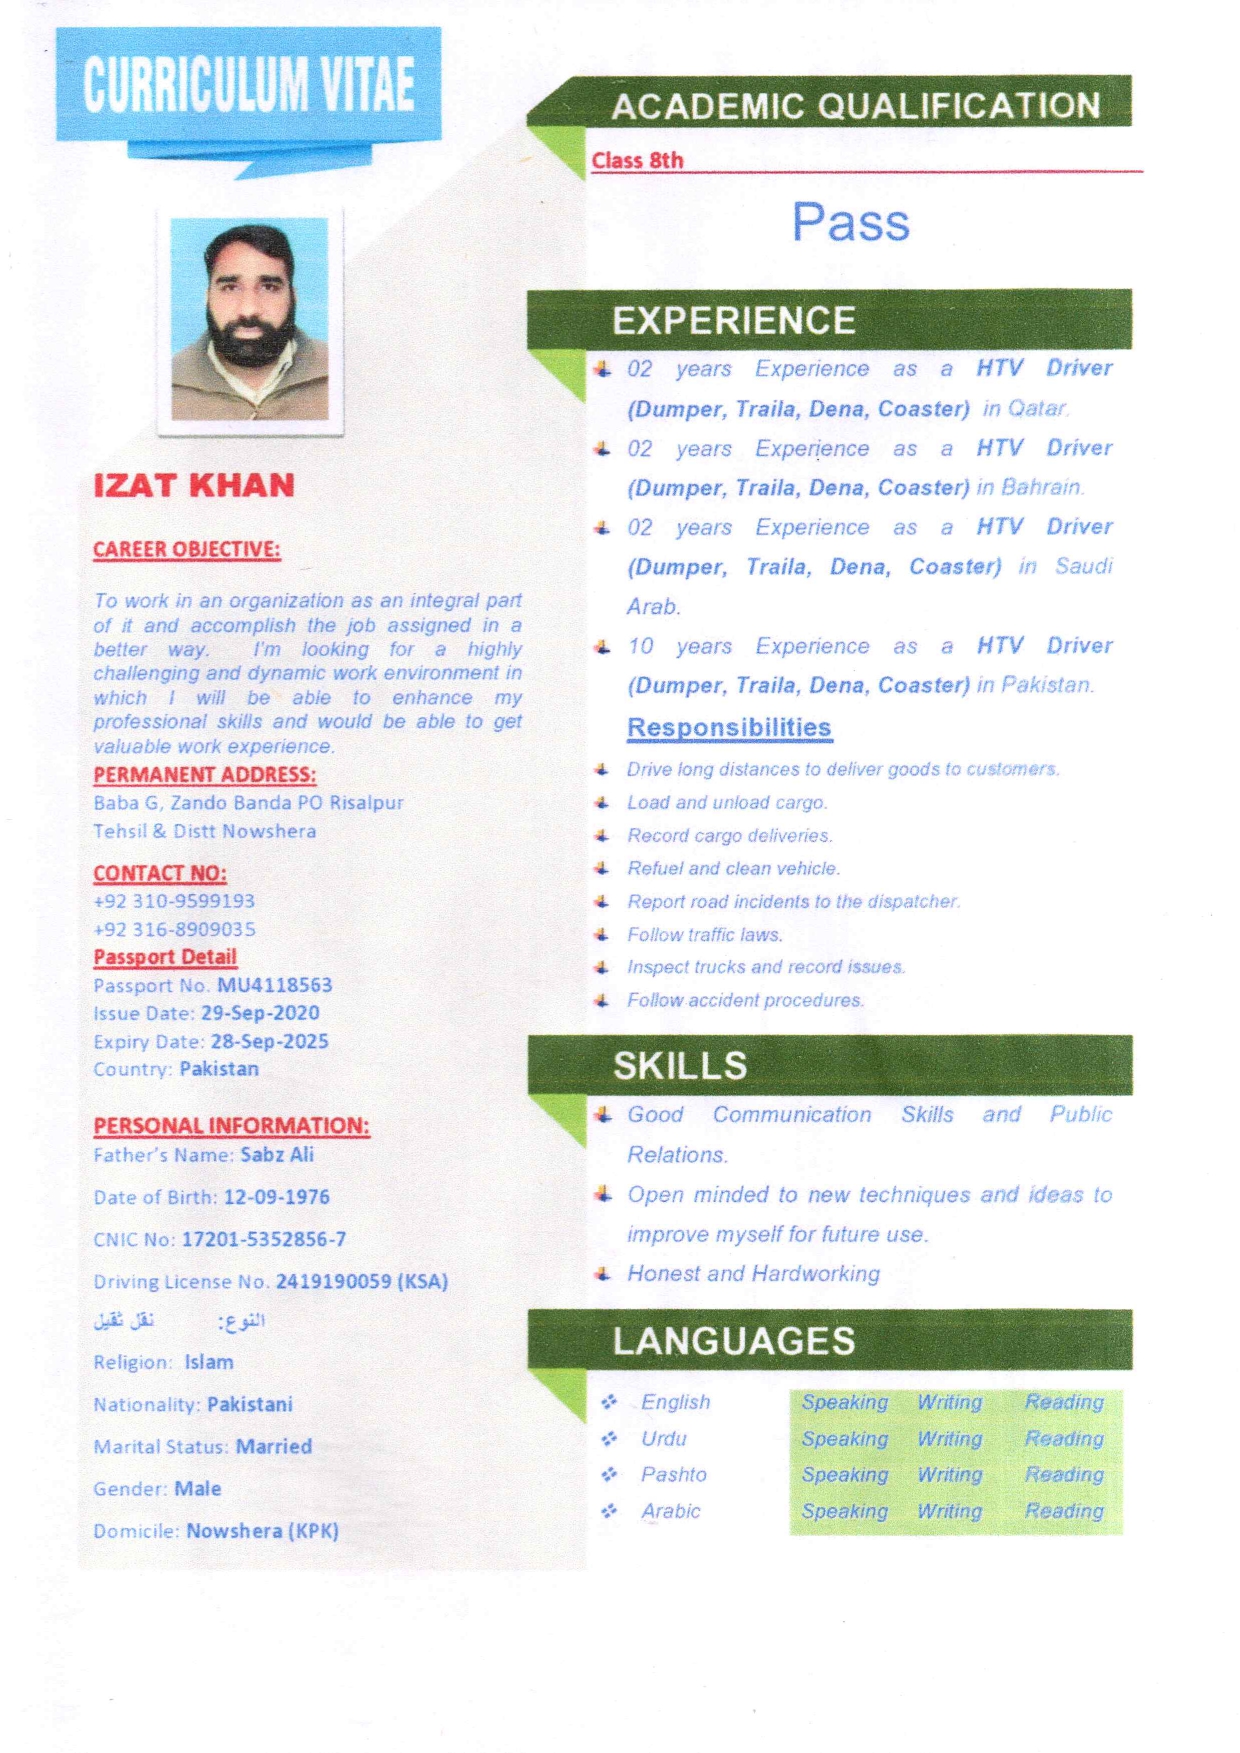 CURRICULUM VITAE
IZAT KHAN
CAREER OBJECTIVE:
To work in an organization as an integral part
of it and accomplish the job assigned in a
better way. I'm looking for a highly
challenging and dynamic work environment in
which I will be able to enhance my
professional skills and would be able to get
valuable work experience.
PERMANENT ADDRESS:
Baba G, Zando Banda PO Risalpur
Tehsil & Distt Nowshera
CONTACT NO:
+92 310-9599193
+92 316-8909035
Passport Detail
Passport No. MU4118563
Issue Date: 29-Sep-2020
Expiry Date: 28-Sep-2025
Country: Pakistan
PERSONAL INFORMATION:
Father's Name: Sabz Ali
Date of Birth: 12-09-1976
CNIC No: 17201-5352856-7
Driving License No. 2419190059 (KSA)
النوع: نقل ثقيل
Religion: Islam
Nationality: Pakistani
Marital Status: Married
Gender: Male
Domicile: Nowshera (KPK)
ACADEMIC QUALIFICATION
Class 8th
Pass
EXPERIENCE
02 years Experience as a HTV Driver
(Dumper, Traila, Dena, Coaster) in Qatar.
02 years Experience as a HTV Driver
(Dumper, Traila, Dena, Coaster) in Bahrain.
02 years Experience as a HTV Driver
(Dumper, Traila, Dena, Coaster) in Saudi
Arab.
10 years Experience as a HTV Driver
(Dumper, Traila, Dena, Coaster) in Pakistan.
Responsibilities
Drive long distances to deliver goods to customers.
Load and unload cargo.
Record cargo deliveries.
Refuel and clean vehicle.
Report road incidents to the dispatcher.
Follow traffic laws.
Inspect trucks and record issues.
Follow accident procedures.
SKILLS
Good Communication Skills and Public
Relations.
Open minded to new techniques and ideas to
improve myself for future use.
Honest and Hardworking
LANGUAGES
English Speaking Writing Reading
Urdu Speaking Writing Reading
Pashto Speaking Writing Reading
Arabic Speaking Writing Reading